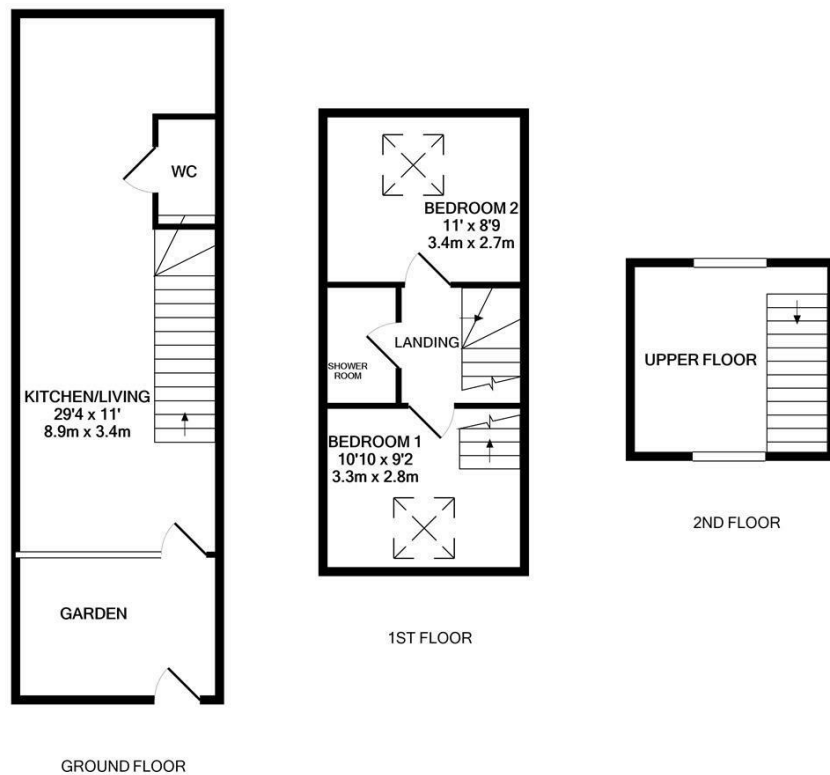 WC
KITCHEN/LIVING
29'4 x 11'
8.9m x 3.4m
GARDEN
GROUND FLOOR
BEDROOM 2
11' x 8'9
3.4m x 2.7m
LANDING
SHOWER
ROOM
BEDROOM 1
10'10 x 9'2
3.3m x 2.8m
1ST FLOOR
UPPER FLOOR
2ND FLOOR